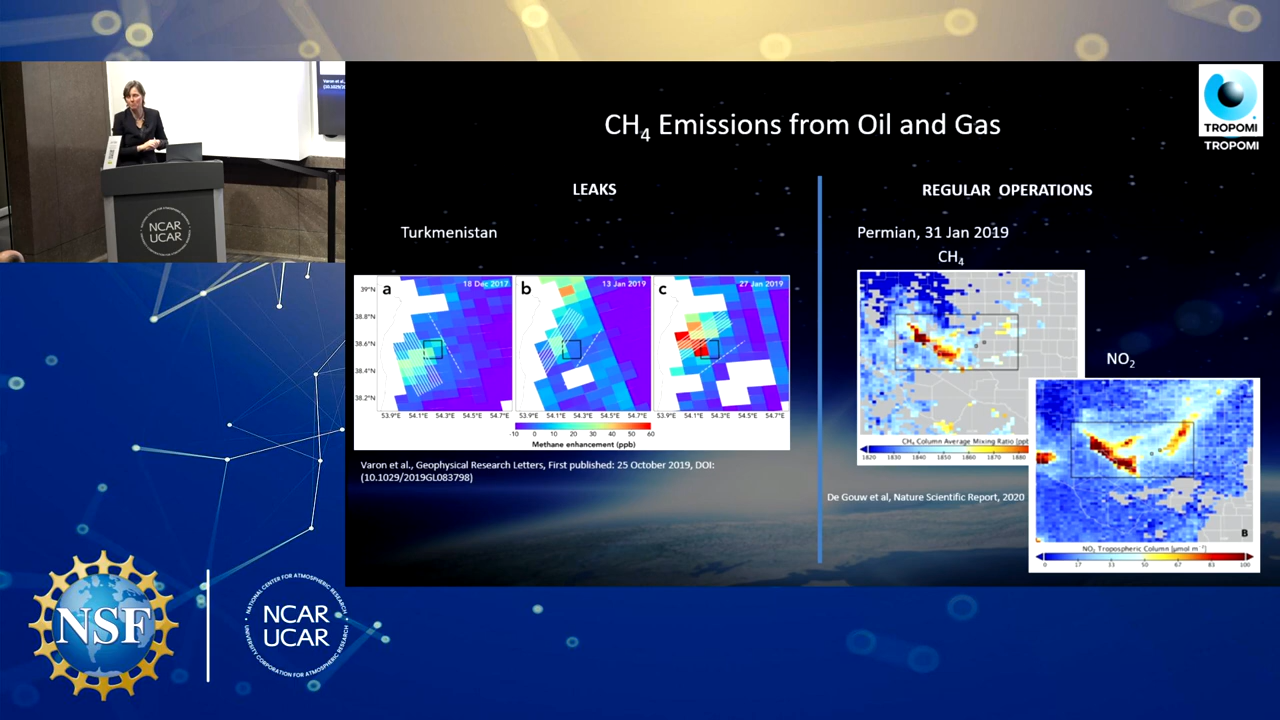 CH₄ Emissions from Oil and Gas
TROPOMI
TROPOMI
LEAKS
REGULAR OPERATIONS
Turkmenistan
Permian, 31 Jan 2019
CH₄
a
18 Dec 2017
b
13 Jan 2019
c
27 Jan 2019
39°N
38.8°N
38.6°N
38.4°N
38.2°N
53.9°E 54.1°E 54.3°E 54.5°E 54.7°E
53.9°E 54.1°E 54.3°E 54.5°E 54.7°E
53.9°E 54.1°E 54.3°E 54.5°E 54.7°E
-10 0 10 20 30 40 50 60
Methane enhancement (ppb)
Varon et al., Geophysical Research Letters, First published: 25 October 2019, DOI:
(10.1029/2019GL083798)
CH₄ Column Average Mixing Ratio [ppb
1820 1830 1840 1850 1860 1870 1880
NO₂
De Gouw et al, Nature Scientific Report, 2020
B
NO₂ Tropospheric Column [μmol m⁻²]
0 17 33 50 67 83 100
NCAR
UCAR
NSF
NATIONAL CENTER FOR ATMOSPHERIC RESEARCH
NCAR
UCAR
UNIVERSITY CORPORATION FOR ATMOSPHERIC RESEARCH